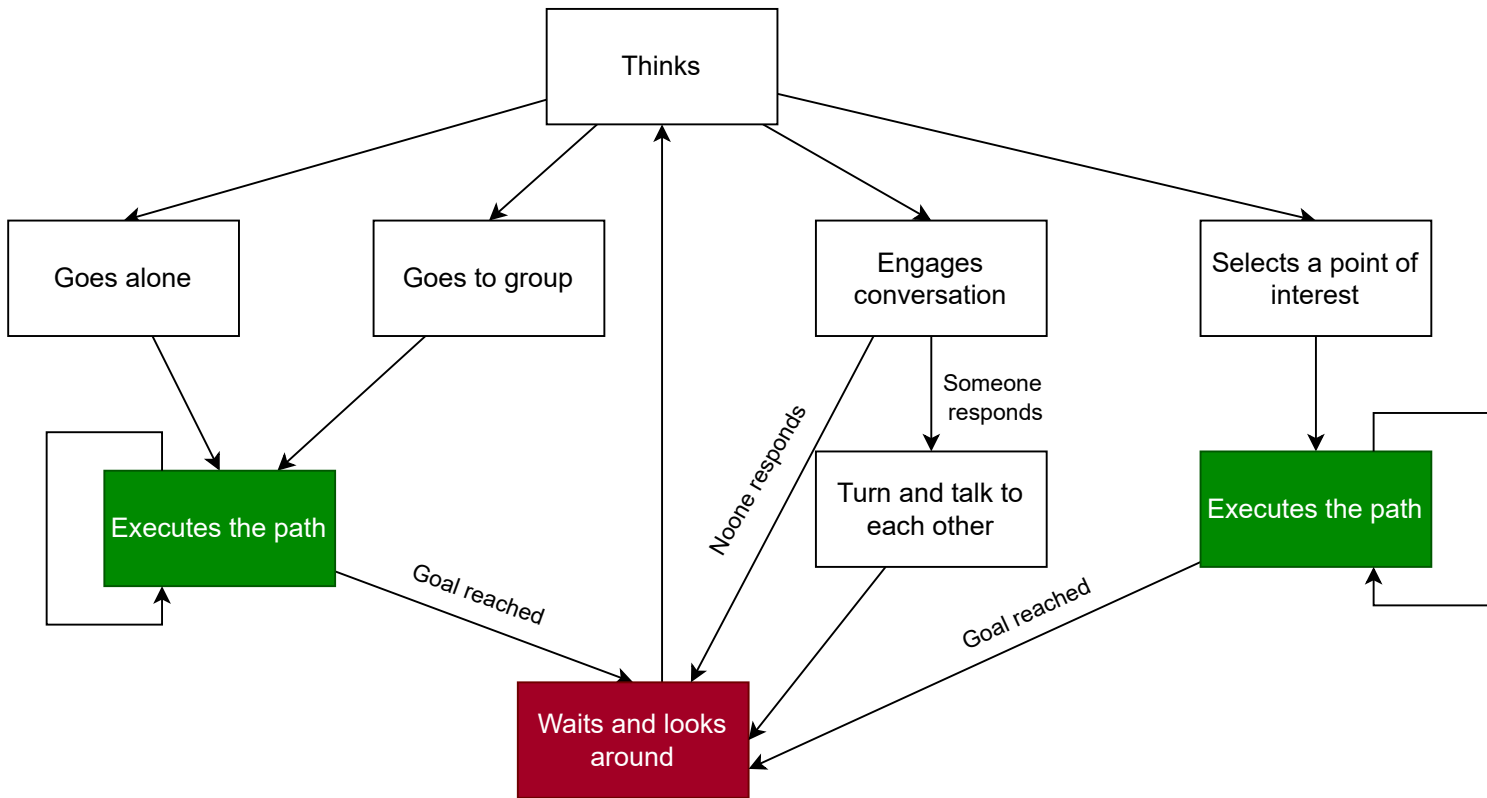 Thinks
Goes alone
Goes to group
Engages
conversation
Selects a point of
interest
Someone
responds
Noone responds
Turn and talk to
each other
Executes the path
Executes the path
Goal reached
Goal reached
Waits and looks
around